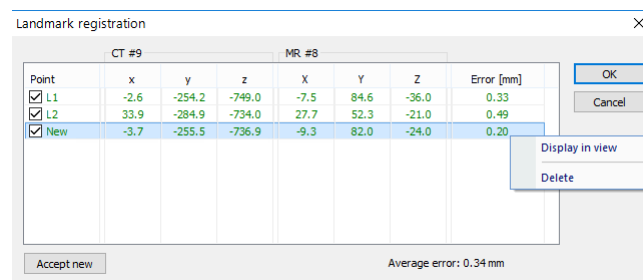 Landmark registration
CT #9 MR #8
Point x y z X Y Z Error [mm]
L1 -2.6 -254.2 -749.0 -7.5 84.6 -36.0 0.33
L2 33.9 -284.9 -734.0 27.7 52.3 -21.0 0.49
New -3.7 -255.5 -736.9 -9.3 82.0 -24.0 0.20
OK
Cancel
Display in view
Delete
Accept new Average error: 0.34 mm